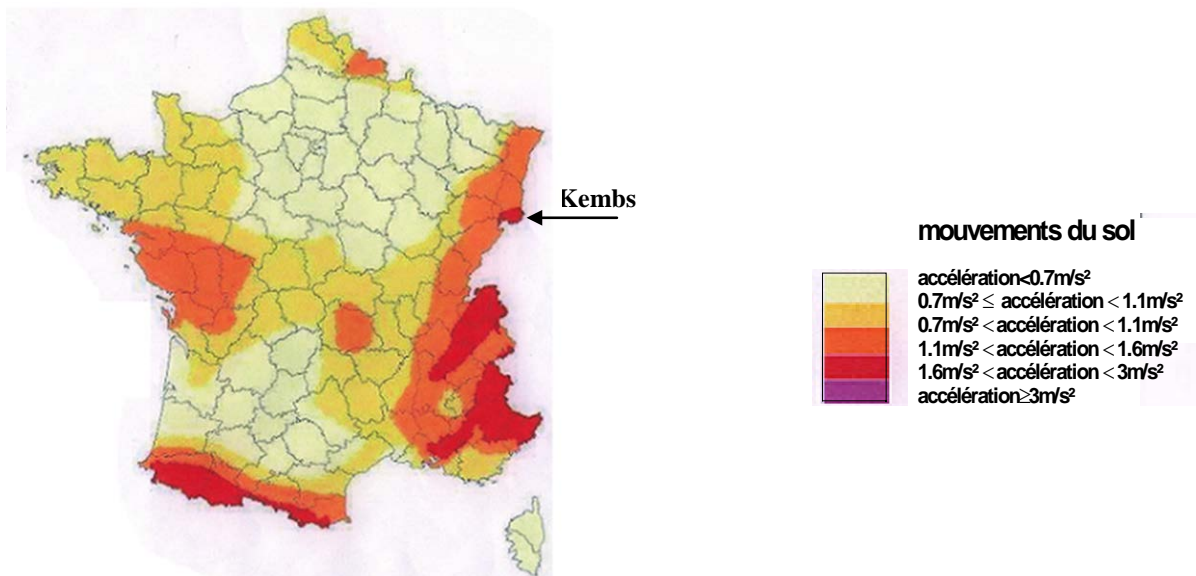 Kembs
mouvements du sol
accélération<0.7m/s²
0.7m/s² ≤ accélération < 1.1m/s²
0.7m/s² < accélération < 1.1m/s²
1.1m/s² < accélération < 1.6m/s²
1.6m/s² < accélération < 3m/s²
accélération≥3m/s²